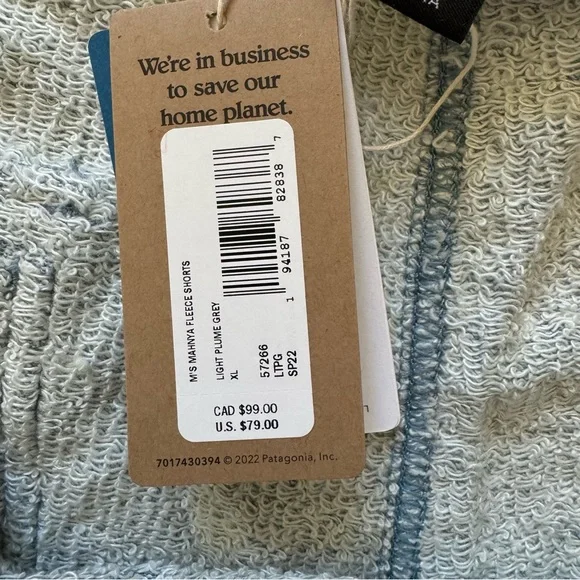 We're in business
to save our
home planet.
M'S MAHNYA FLEECE SHORTS
LIGHT PLUME GREY
XL
57266
LTPG
SP22
1 94187 82838 7
CAD $99.00
U.S. $79.00
7017430394 © 2022 Patagonia, Inc.